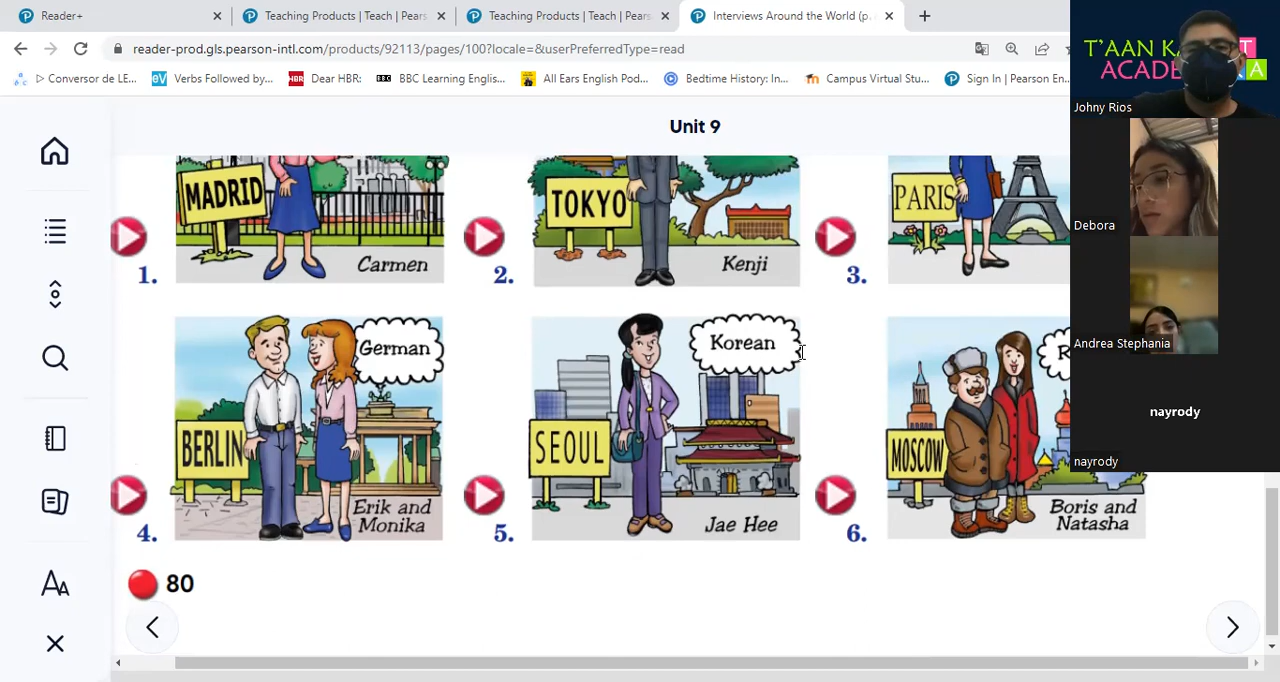 Reader+
Teaching Products | Teach | Pears
Teaching Products | Teach | Pears
Interviews Around the World (p.
reader-prod.gls.pearson-intl.com/products/92113/pages/100?locale=&userPreferredType=read
▷ Conversor de LE...
Verbs Followed by...
Dear HBR:
BBC Learning Englis...
All Ears English Pod...
Bedtime History: In...
Campus Virtual Stu...
Sign In | Pearson En...
T'AAN K
ACADE
T
A
Johny Rios
Debora
Andrea Stephania
nayrody
nayrody
Unit 9
MADRID
Carmen
1.
TOKYO
Kenji
2.
PARIS
3.
German
BERLIN
Erik and
Monika
4.
Korean
SEOUL
Jae Hee
5.
MOSCOW
Boris and
Natasha
6.
80